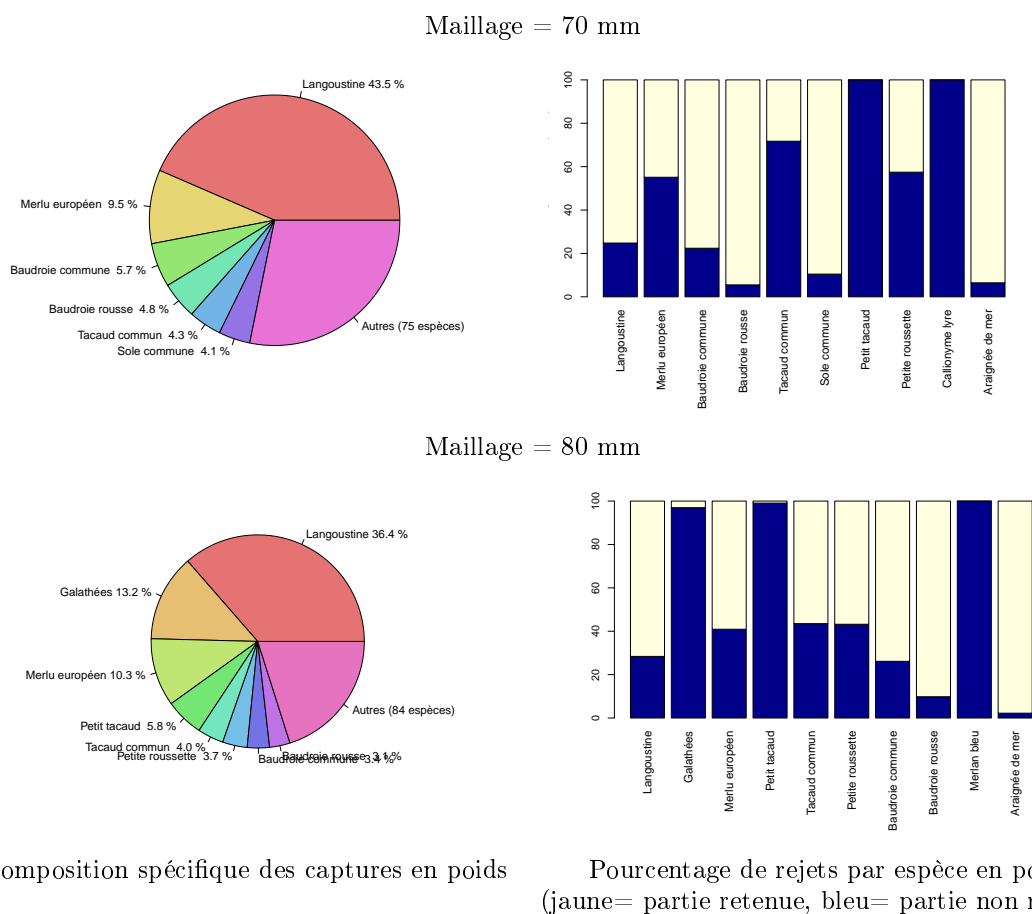 Maillage = 70 mm
Langoustine 43.5 %
Merlu européen 9.5 %
Baudroie commune 5.7 %
Baudroie rousse 4.8 %
Tacaud commun 4.3 %
Sole commune 4.1 %
Autres (75 espèces)
0
20
40
60
80
100
Langoustine
Merlu européen
Baudroie commune
Baudroie rousse
Tacaud commun
Sole commune
Petit tacaud
Petite roussette
Callionyme lyre
Araignée de mer
Maillage = 80 mm
Langoustine 36.4 %
Galathées 13.2 %
Merlu européen 10.3 %
Petit tacaud 5.8 %
Tacaud commun 4.0 %
Petite roussette 3.7 %
Baudroie commune 3.4 %
Baudroie rousse 3.1 %
Autres (84 espèces)
0
20
40
60
80
100
Langoustine
Galathées
Merlu européen
Petit tacaud
Tacaud commun
Petite roussette
Baudroie commune
Baudroie rousse
Merlan bleu
Araignée de mer
omposition spécifique des captures en poids
Pourcentage de rejets par espèce en po
(jaune= partie retenue, bleu= partie non